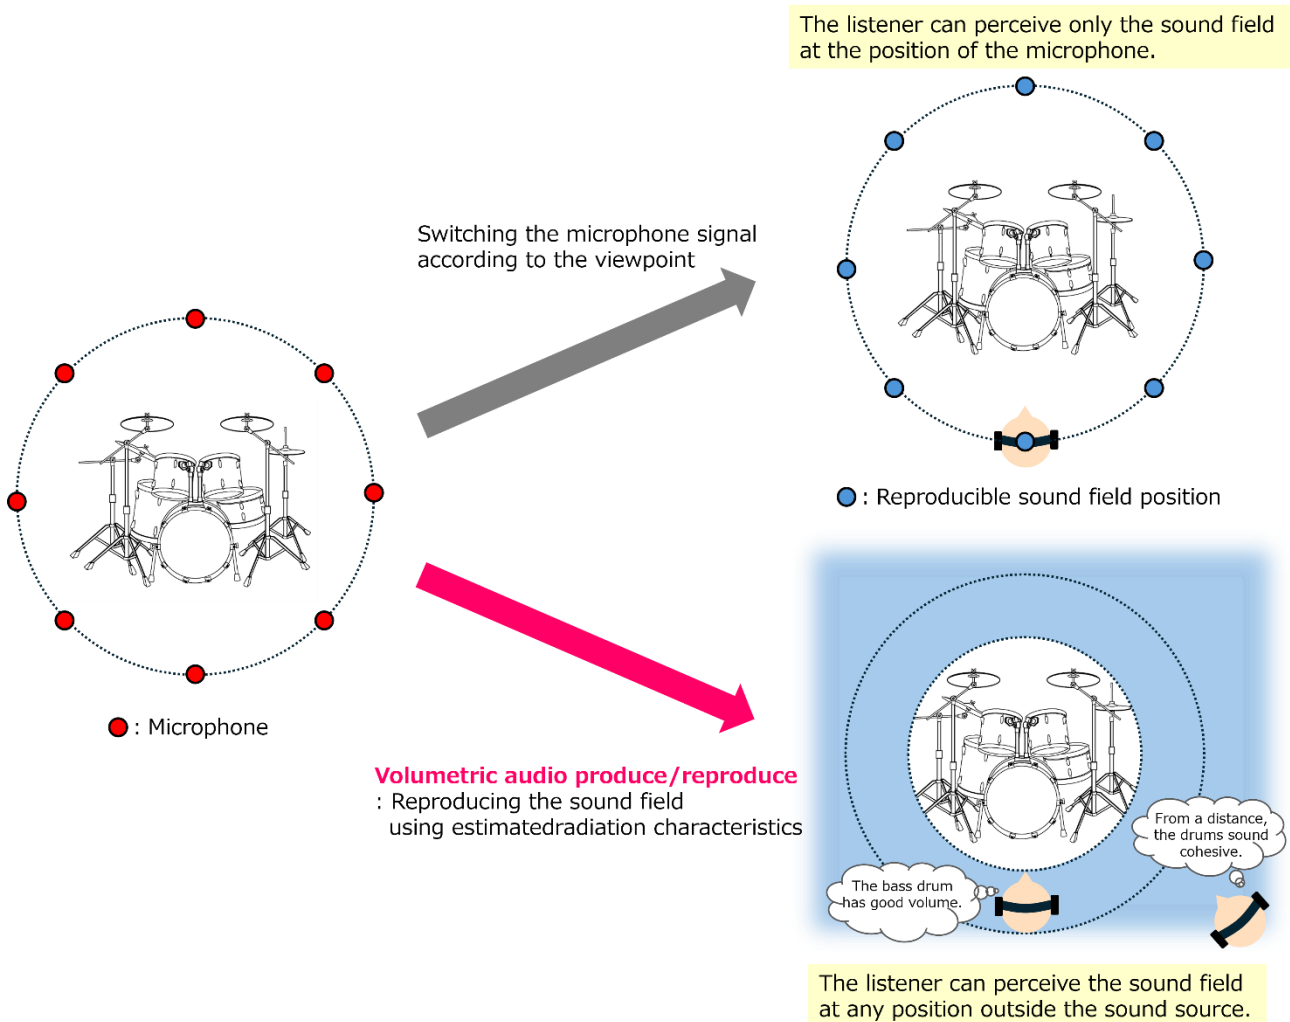 The listener can perceive only the sound field
at the position of the microphone.
Switching the microphone signal
according to the viewpoint
: Reproducible sound field position
: Microphone
Volumetric audio produce/reproduce
: Reproducing the sound field
using estimatedradiation characteristics
From a distance,
the drums sound
cohesive.
The bass drum
has good volume.
The listener can perceive the sound field
at any position outside the sound source.